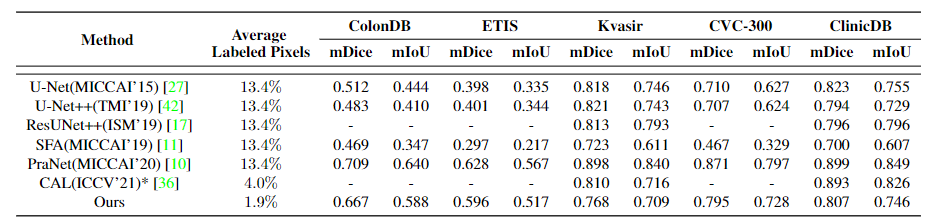 Method Average Labeled Pixels ColonDB ETIS Kvasir CVC-300 ClinicDB
mDice mIoU mDice mIoU mDice mIoU mDice mIoU mDice mIoU
U-Net(MICCAI'15) [27] 13.4% 0.512 0.444 0.398 0.335 0.818 0.746 0.710 0.627 0.823 0.755
U-Net++(TMI'19) [42] 13.4% 0.483 0.410 0.401 0.344 0.821 0.743 0.707 0.624 0.794 0.729
ResUNet++(ISM'19) [17] 13.4% - - - - 0.813 0.793 - - 0.796 0.796
SFA(MICCAI'19) [11] 13.4% 0.469 0.347 0.297 0.217 0.723 0.611 0.467 0.329 0.700 0.607
PraNet(MICCAI'20) [10] 13.4% 0.709 0.640 0.628 0.567 0.898 0.840 0.871 0.797 0.899 0.849
CAL(ICCV'21)* [36] 4.0% - - - - 0.810 0.716 - - 0.893 0.826
Ours 1.9% 0.667 0.588 0.596 0.517 0.768 0.709 0.795 0.728 0.807 0.746